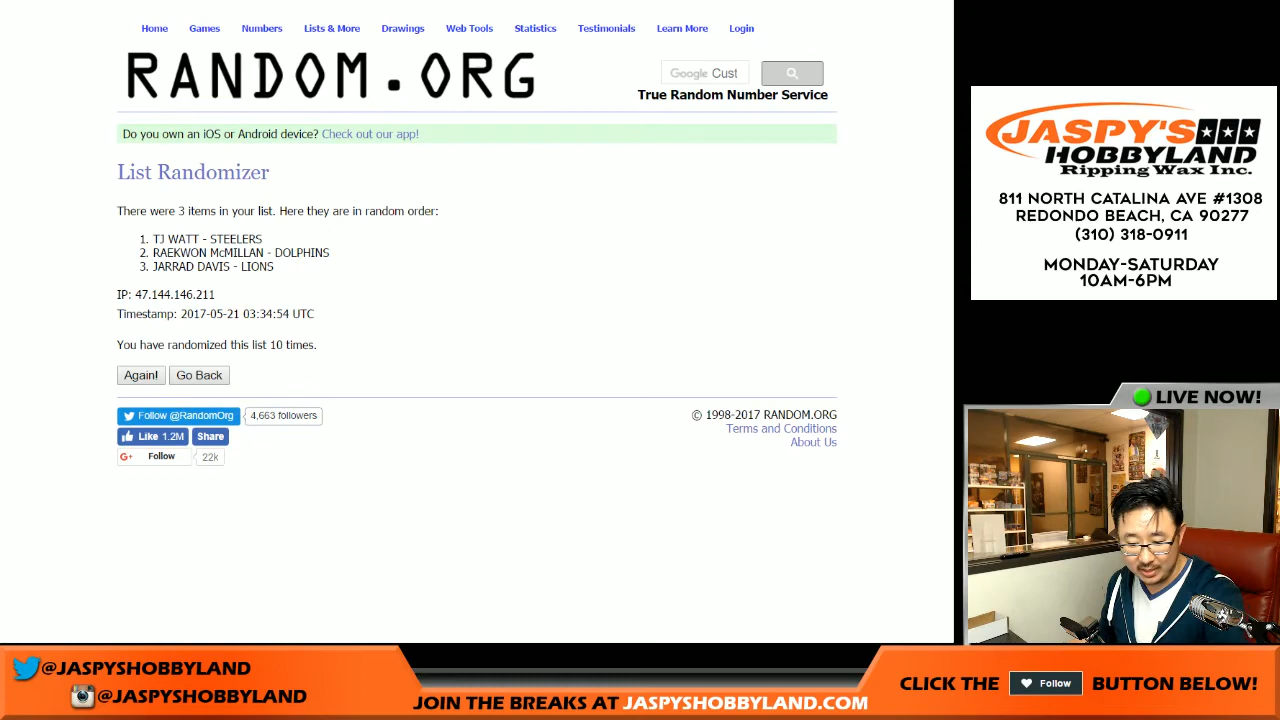 Home Games Numbers Lists & More Drawings Web Tools Statistics Testimonials Learn More Login
RANDOM.ORG
Google Cust
True Random Number Service
Do you own an iOS or Android device? Check out our app!
List Randomizer
There were 3 items in your list. Here they are in random order:
1. TJ WATT - STEELERS
2. RAEKWON McMILLAN - DOLPHINS
3. JARRAD DAVIS - LIONS
IP: 47.144.146.211
Timestamp: 2017-05-21 03:34:54 UTC
You have randomized this list 10 times.
Again! Go Back
Follow @RandomOrg 4,663 followers
Like 1.2M Share
G+ Follow 22k
© 1998-2017 RANDOM.ORG
Terms and Conditions
About Us
JASPY'S
HOBBYLAND
Ripping Wax Inc.
811 NORTH CATALINA AVE #1308
REDONDO BEACH, CA 90277
(310) 318-0911
MONDAY-SATURDAY
10AM-6PM
LIVE NOW!
@JASPYSHOBBYLAND
@JASPYSHOBBYLAND
JOIN THE BREAKS AT JASPYSHOBBYLAND.COM
CLICK THE Follow BUTTON BELOW!